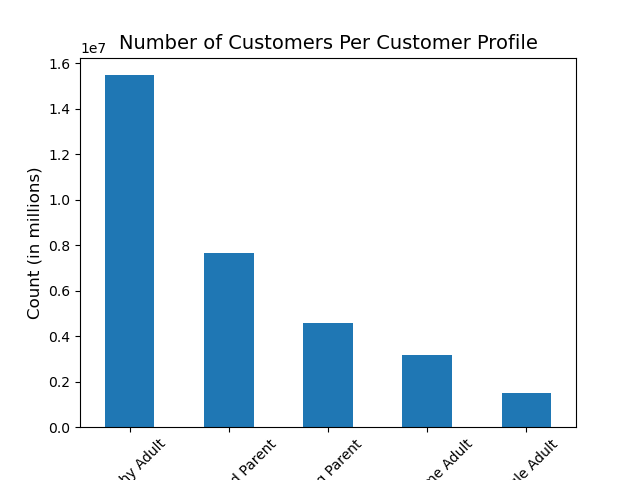 Number of Customers Per Customer Profile
1e7
Count (in millions)
1.6
1.4
1.2
1.0
0.8
0.6
0.4
0.2
0.0
Adult
Parent
Parent
Adult
Adult